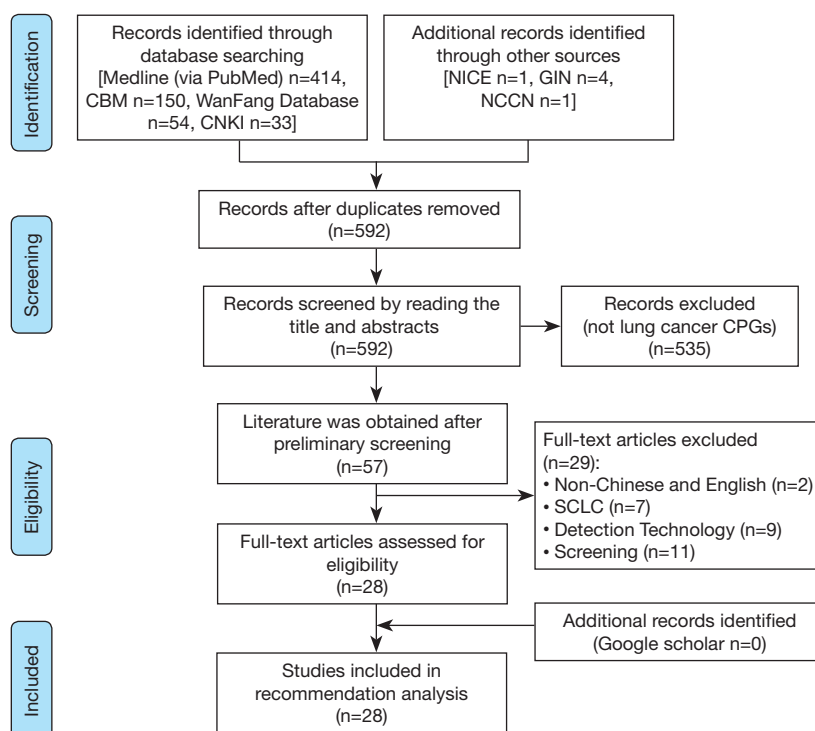 Identification
Records identified through
database searching
[Medline (via PubMed) n=414,
CBM n=150, WanFang Database
n=54, CNKI n=33]
Additional records identified
through other sources
[NICE n=1, GIN n=4,
NCCN n=1]
Screening
Records after duplicates removed
(n=592)
Records screened by reading the
title and abstracts
(n=592)
Records excluded
(not lung cancer CPGs)
(n=535)
Eligibility
Literature was obtained after
preliminary screening
(n=57)
Full-text articles excluded
(n=29):
• Non-Chinese and English (n=2)
• SCLC (n=7)
• Detection Technology (n=9)
• Screening (n=11)
Full-text articles assessed for
eligibility
(n=28)
Included
Additional records identified
(Google scholar n=0)
Studies included in
recommendation analysis
(n=28)